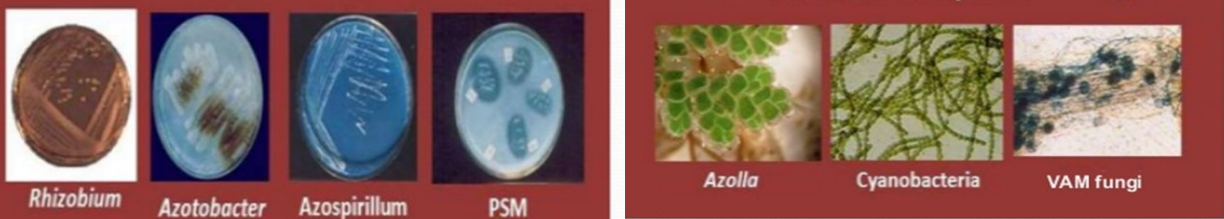 Rhizobium
Azotobacter
Azospirillum
PSM
Azolla
Cyanobacteria
VAM fungi